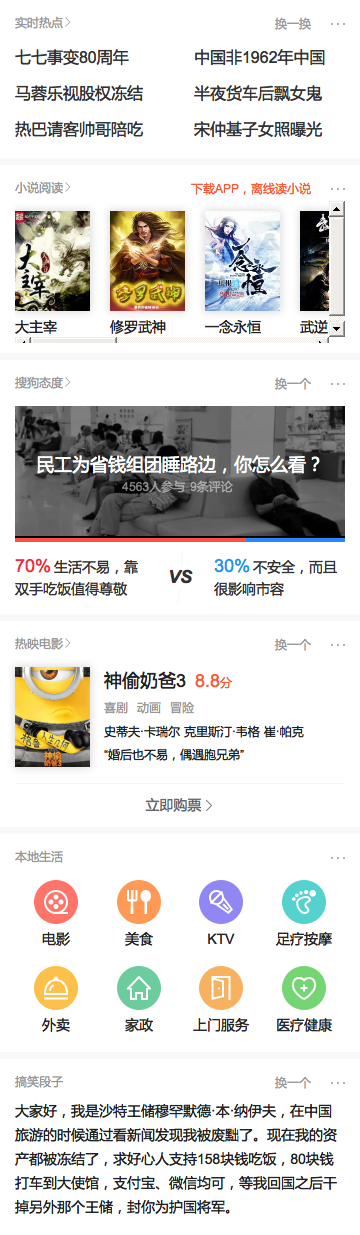 实时热点
换一换
七七事变80周年
中国非1962年中国
马蓉乐视股权冻结
半夜货车后飘女鬼
热巴请客帅哥陪吃
宋仲基子女照曝光
小说阅读
下载APP，离线读小说
大主宰
修罗武神
一念永恒
大主宰
修罗武神
一念永恒
武逆
搜狗态度
换一个
民工为省钱组团睡路边，你怎么看？
4563人参与 9条评论
70% 生活不易，靠
双手吃饭值得尊敬
VS
30% 不安全，而且
很影响市容
热映电影
换一个
神偷奶爸3
神偷奶爸3 8.8分
喜剧 动画 冒险
史蒂夫·卡瑞尔 克里斯汀·韦格 崔·帕克
“婚后也不易，偶遇胞兄弟”
立即购票
本地生活
电影
美食
KTV
足疗按摩
外卖
家政
上门服务
医疗健康
搞笑段子
换一个
大家好，我是沙特王储穆罕默德·本·纳伊夫，在中国
旅游的时候通过看新闻发现我被废黜了。现在我的资
产都被冻结了，求好心人支持158块钱吃饭，80块钱
打车到大使馆，支付宝、微信均可，等我回国之后干
掉另外那个王储，封你为护国将军。